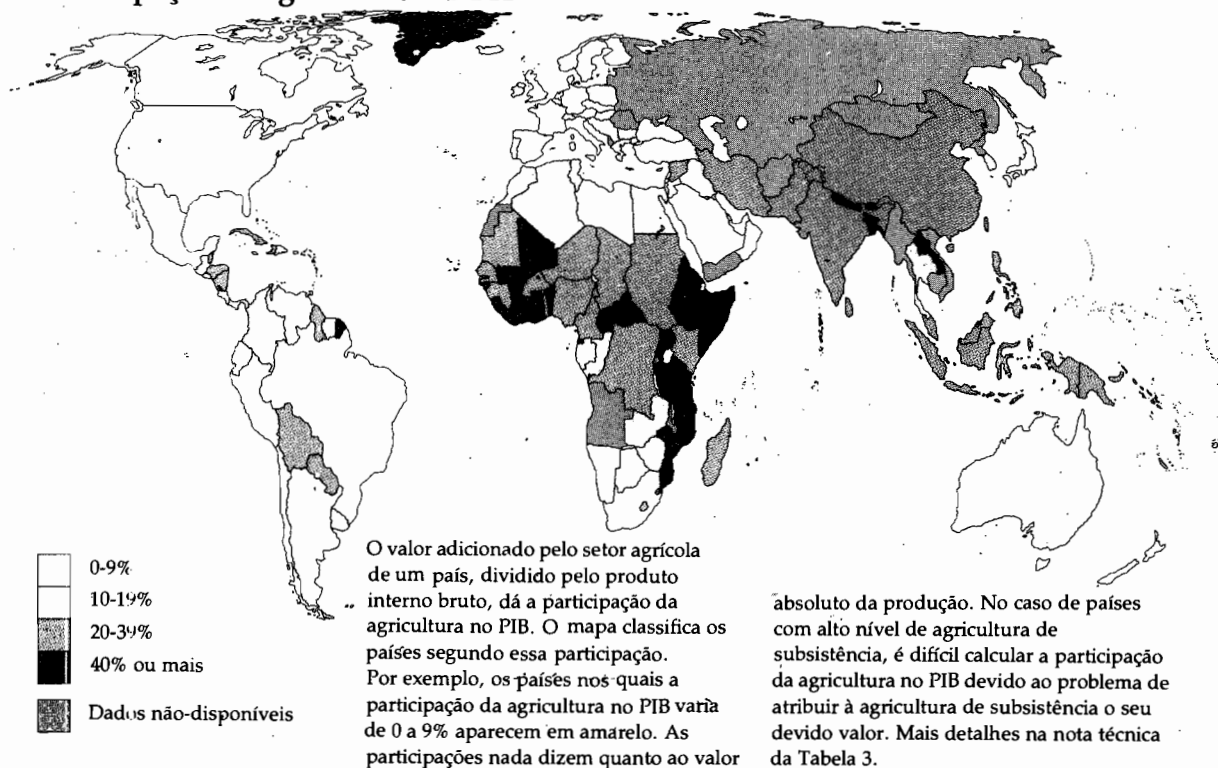 0-9%
10-19%
20-39%
40% ou mais
Dados não-disponíveis
O valor adicionado pelo setor agrícola
de um país, dividido pelo produto
interno bruto, dá a participação da
agricultura no PIB. O mapa classifica os
países segundo essa participação.
Por exemplo, os países nos quais a
participação da agricultura no PIB varia
de 0 a 9% aparecem em amarelo. As
participações nada dizem quanto ao valor
absoluto da produção. No caso de países
com alto nível de agricultura de
subsistência, é difícil calcular a participação
da agricultura no PIB devido ao problema de
atribuir à agricultura de subsistência o seu
devido valor. Mais detalhes na nota técnica
da Tabela 3.